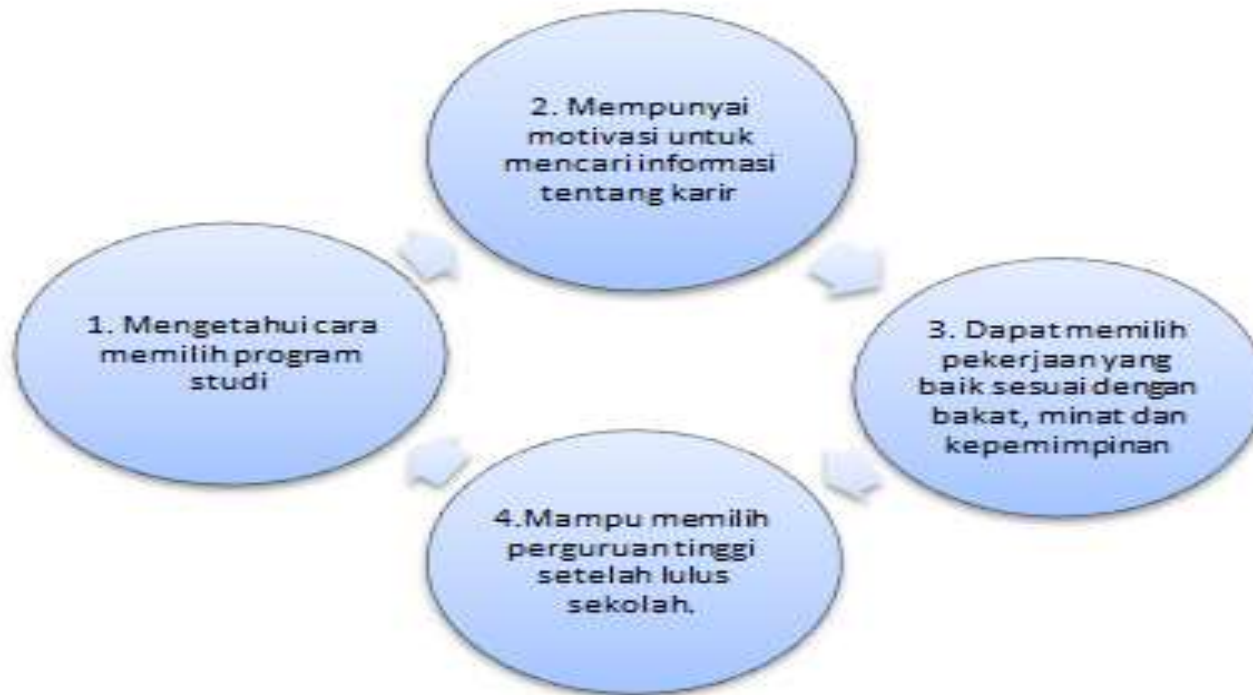 1. Mengetahui cara
memilih program
studi
2. Mempunyai
motivasi untuk
mencari informasi
tentang karir
3. Dapat memilih
pekerjaan yang
baik sesuai dengan
bakat, minat dan
kepemimpinan
4.Mampu memilih
perguruan tinggi
setelah lulus
sekolah.